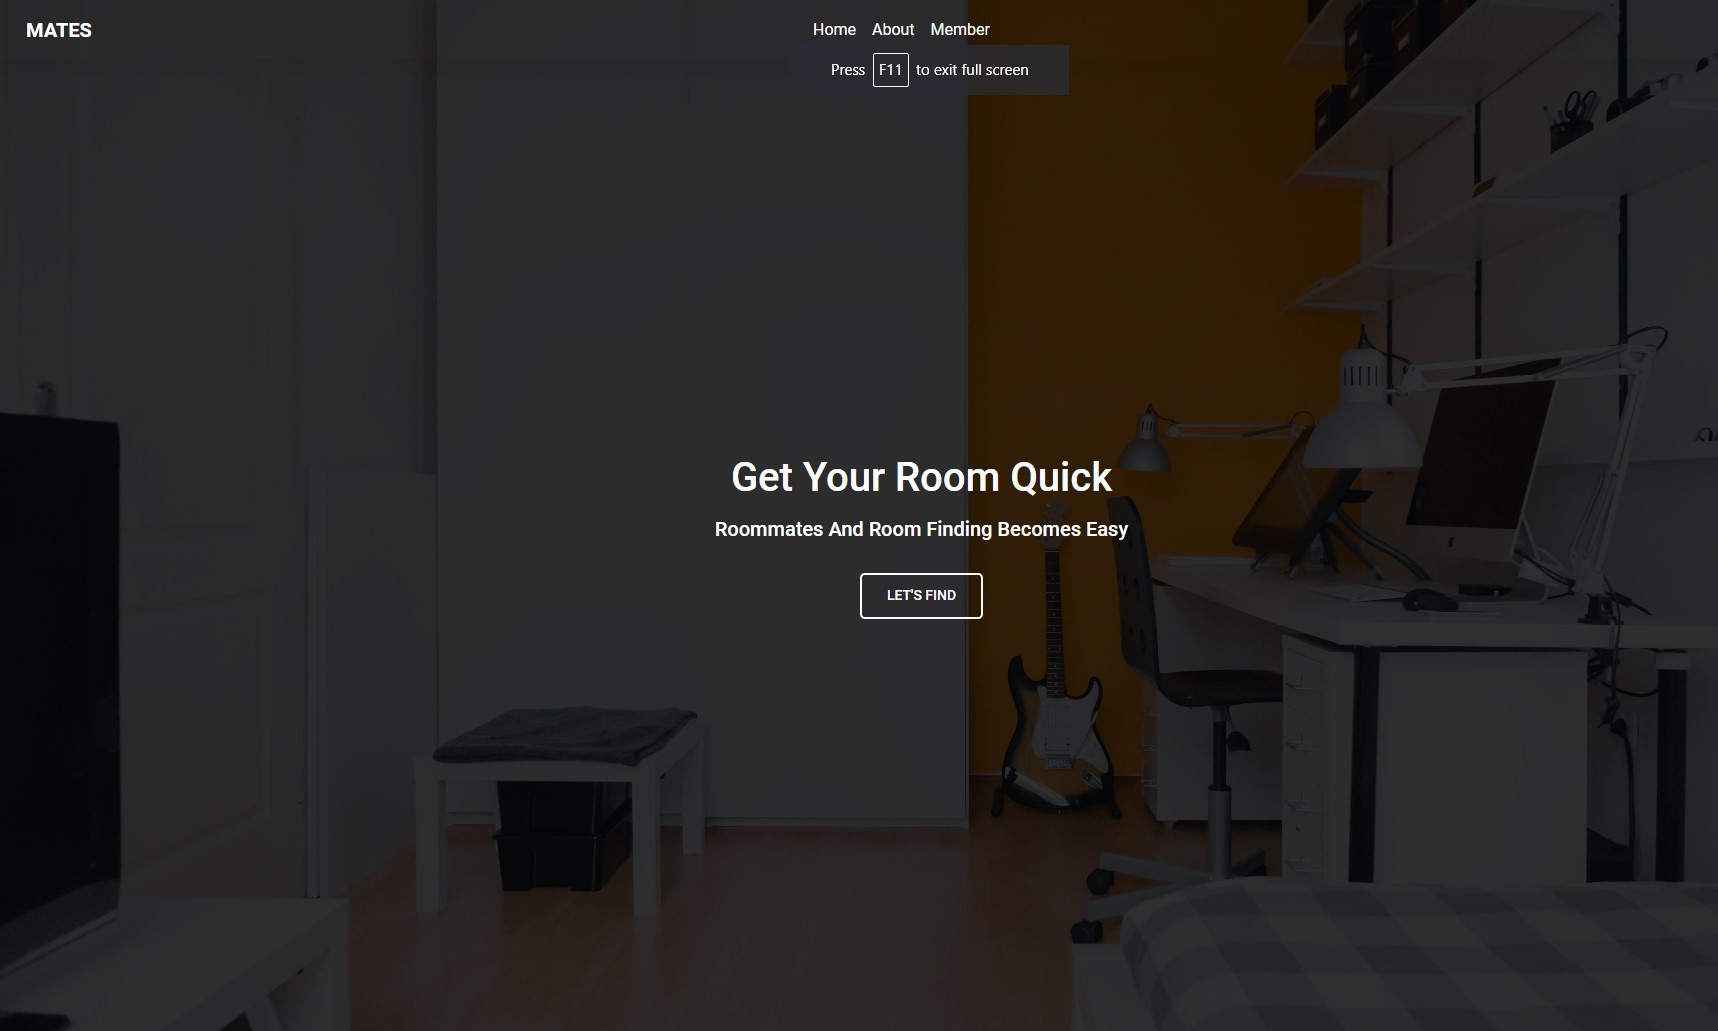 MATES
Home About Member
Press F11 to exit full screen
Get Your Room Quick
Roommates And Room Finding Becomes Easy
LET'S FIND